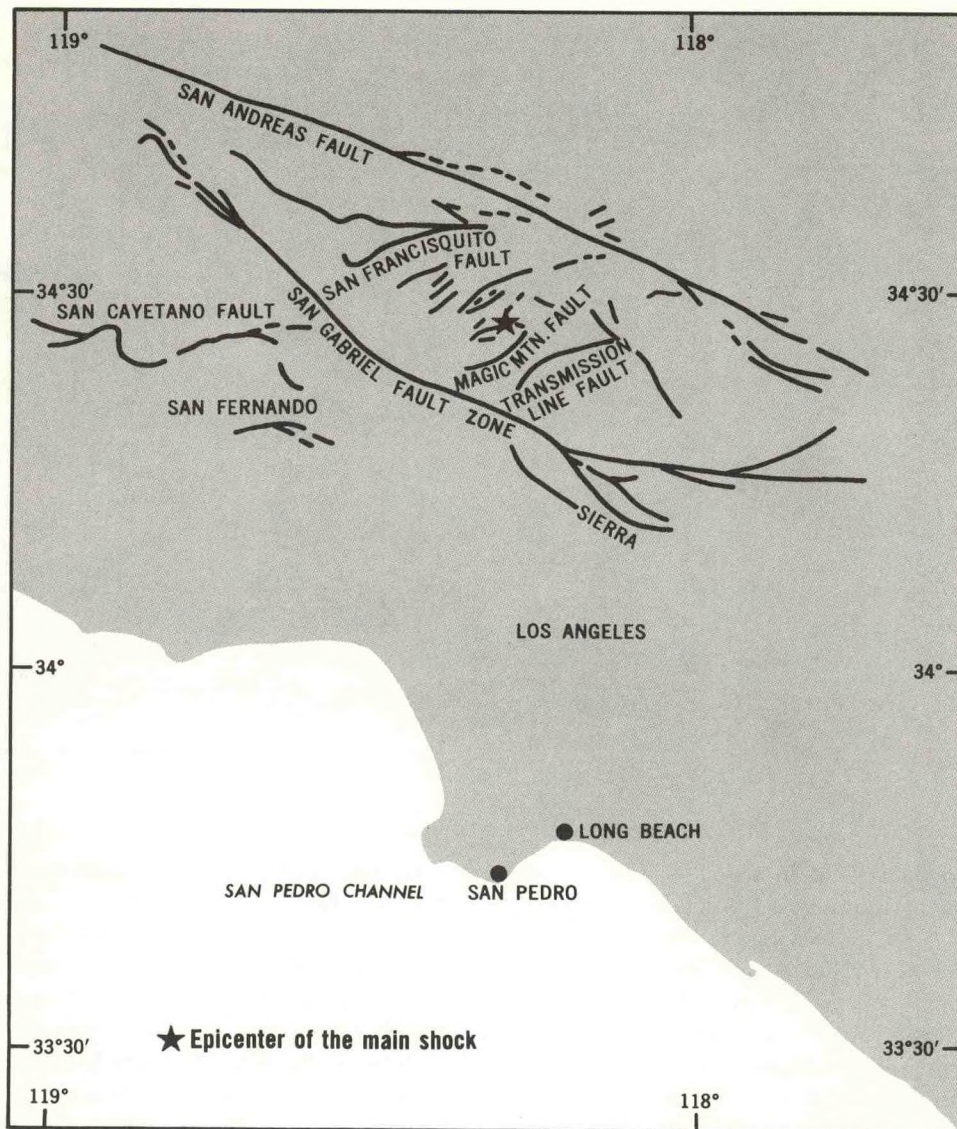 119°
118°
SAN ANDREAS FAULT
SAN FRANCISQUITO
FAULT
34°30'
34°30'
SAN CAYETANO FAULT
SAN GABRIEL FAULT ZONE
MAGIC MTN. FAULT
TRANSMISSION
LINE FAULT
SAN FERNANDO
SIERRA
LOS ANGELES
34°
34°
LONG BEACH
SAN PEDRO CHANNEL
SAN PEDRO
Epicenter of the main shock
33°30'
33°30'
119°
118°